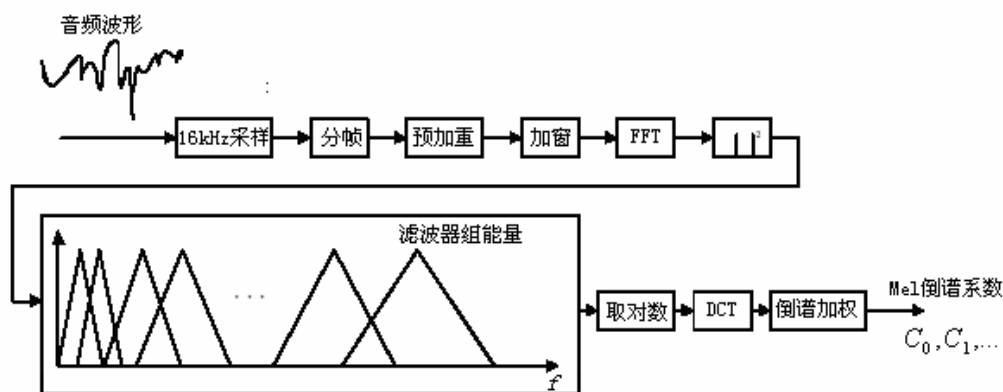 音频波形
:
16kHz采样
分帧
预加重
加窗
FFT
| |²
滤波器组能量
...
f
取对数
DCT
倒谱加权
Mel倒谱系数
C₀,C₁,...